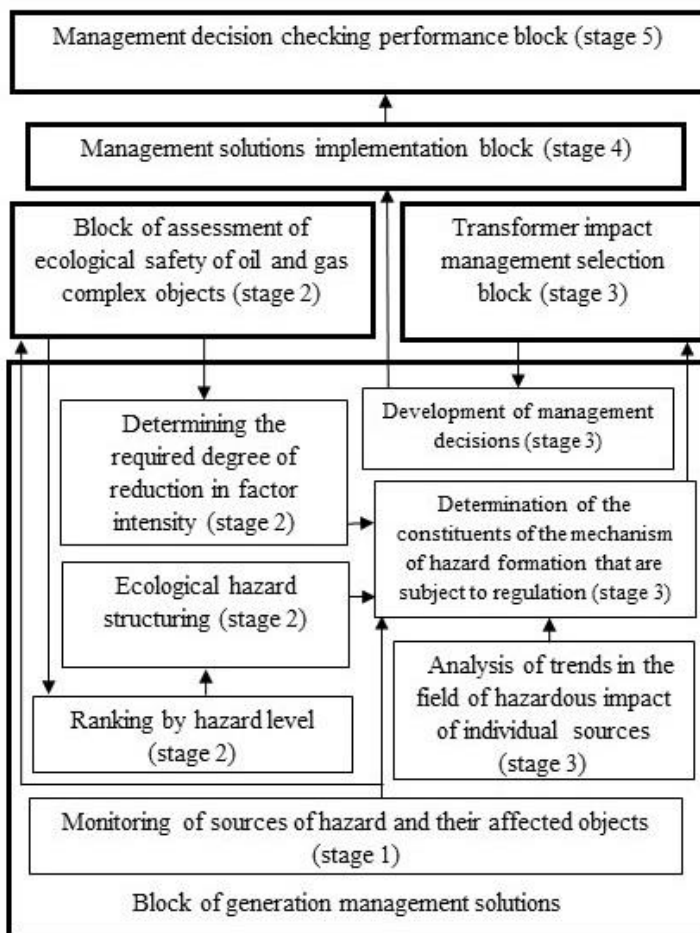 Management decision checking performance block (stage 5)
Management solutions implementation block (stage 4)
Block of assessment of
ecological safety of oil and gas
complex objects (stage 2)
Transformer impact
management selection
block (stage 3)
Determining the
required degree of
reduction in factor
intensity (stage 2)
Development of management
decisions (stage 3)
Determination of the
constituents of the mechanism
of hazard formation that are
subject to regulation (stage 3)
Ecological hazard
structuring (stage 2)
Analysis of trends in the
field of hazardous impact
of individual sources
(stage 3)
Ranking by hazard level
(stage 2)
Monitoring of sources of hazard and their affected objects
(stage 1)
Block of generation management solutions